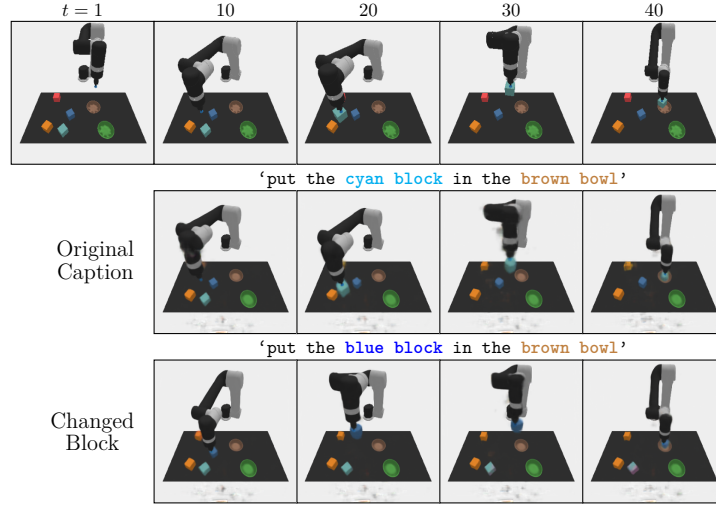 t = 1 10 20 30 40
‘put the cyan block in the brown bowl’
Original
Caption
‘put the blue block in the brown bowl’
Changed
Block